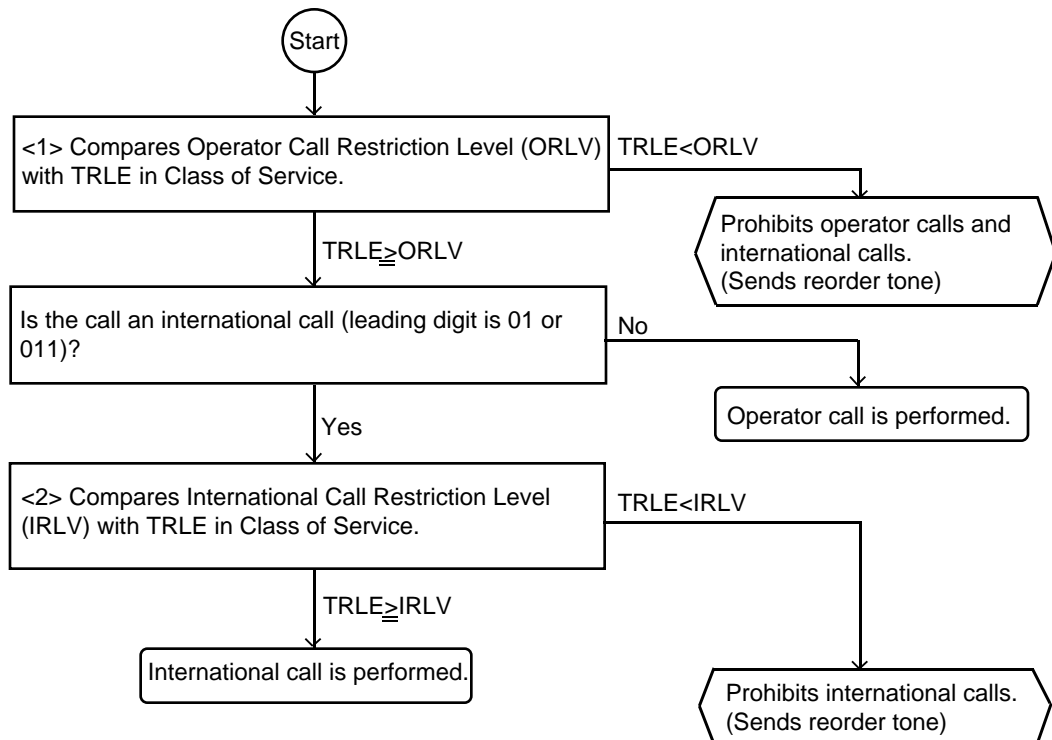 Start
<1> Compares Operator Call Restriction Level (ORLV)
with TRLE in Class of Service.
TRLE<ORLV
Prohibits operator calls and
international calls.
(Sends reorder tone)
TRLE≧ORLV
Is the call an international call (leading digit is 01 or
011)?
No
Operator call is performed.
Yes
<2> Compares International Call Restriction Level
(IRLV) with TRLE in Class of Service.
TRLE<IRLV
TRLE≧IRLV
International call is performed.
Prohibits international calls.
(Sends reorder tone)